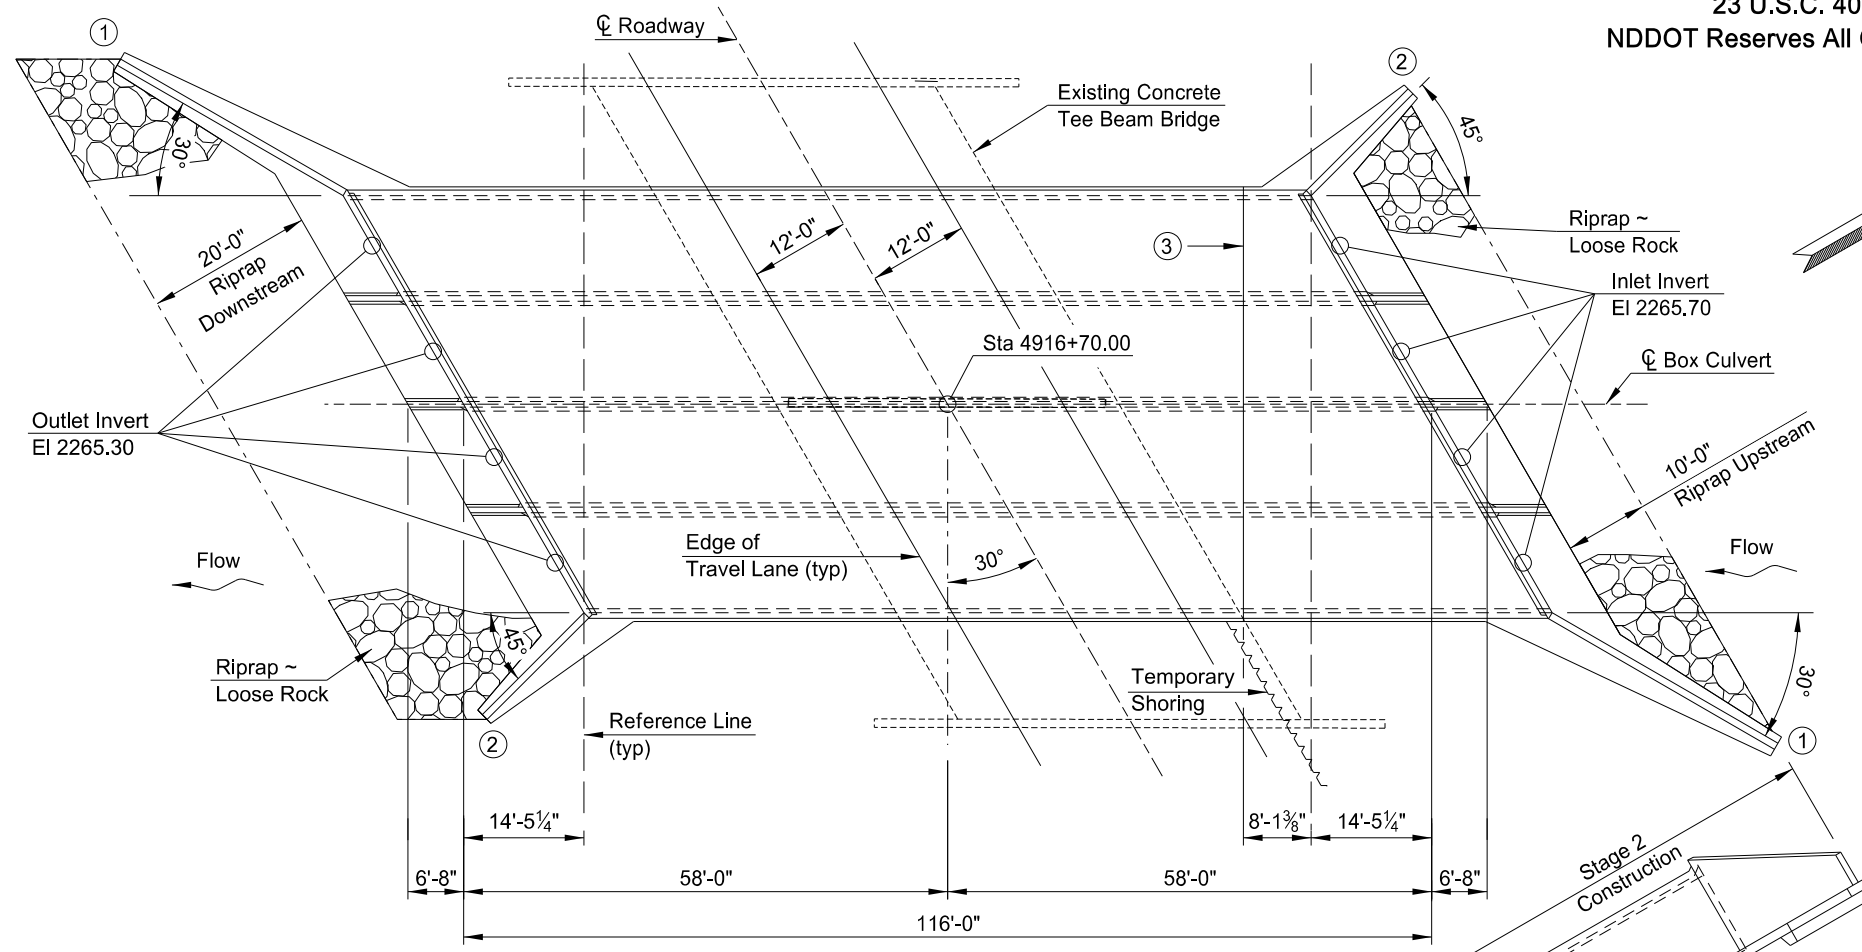 23 U.S.C. 40
NDDOT Reserves All
℄ Roadway
1
2
Existing Concrete
Tee Beam Bridge
45°
30°
20'-0"
Riprap
Downstream
12'-0"
12'-0"
3
Riprap ~
Loose Rock
Inlet Invert
El 2265.70
Sta 4916+70.00
℄ Box Culvert
Outlet Invert
El 2265.30
10'-0"
Riprap Upstream
Flow
Edge of
Travel Lane (typ)
30°
Flow
45°
Riprap ~
Loose Rock
Temporary
Shoring
30°
2
Reference Line
(typ)
1
14'-5¼"
8'-1⅜"
14'-5¼"
6'-8"
58'-0"
58'-0"
6'-8"
116'-0"
Stage 2
Construction